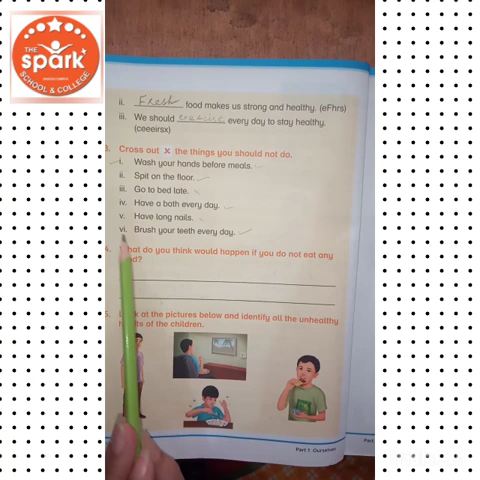 THE
spark
SCHOOL & COLLEGE
ii. Fresh food makes us strong and healthy. (eFhrs)
iii. We should exercise every day to stay healthy.
(ceeeirsx)
Cross out x the things you should not do.
i. Wash your hands before meals.
ii. Spit on the floor.
iii. Go to bed late.
iv. Have a bath every day.
v. Have long nails.
vi. Brush your teeth every day.
4. What do you think would happen if you do not eat any
at the pictures below and identify all the unhealthy
of the children.
Part 1 Ourselves
Part